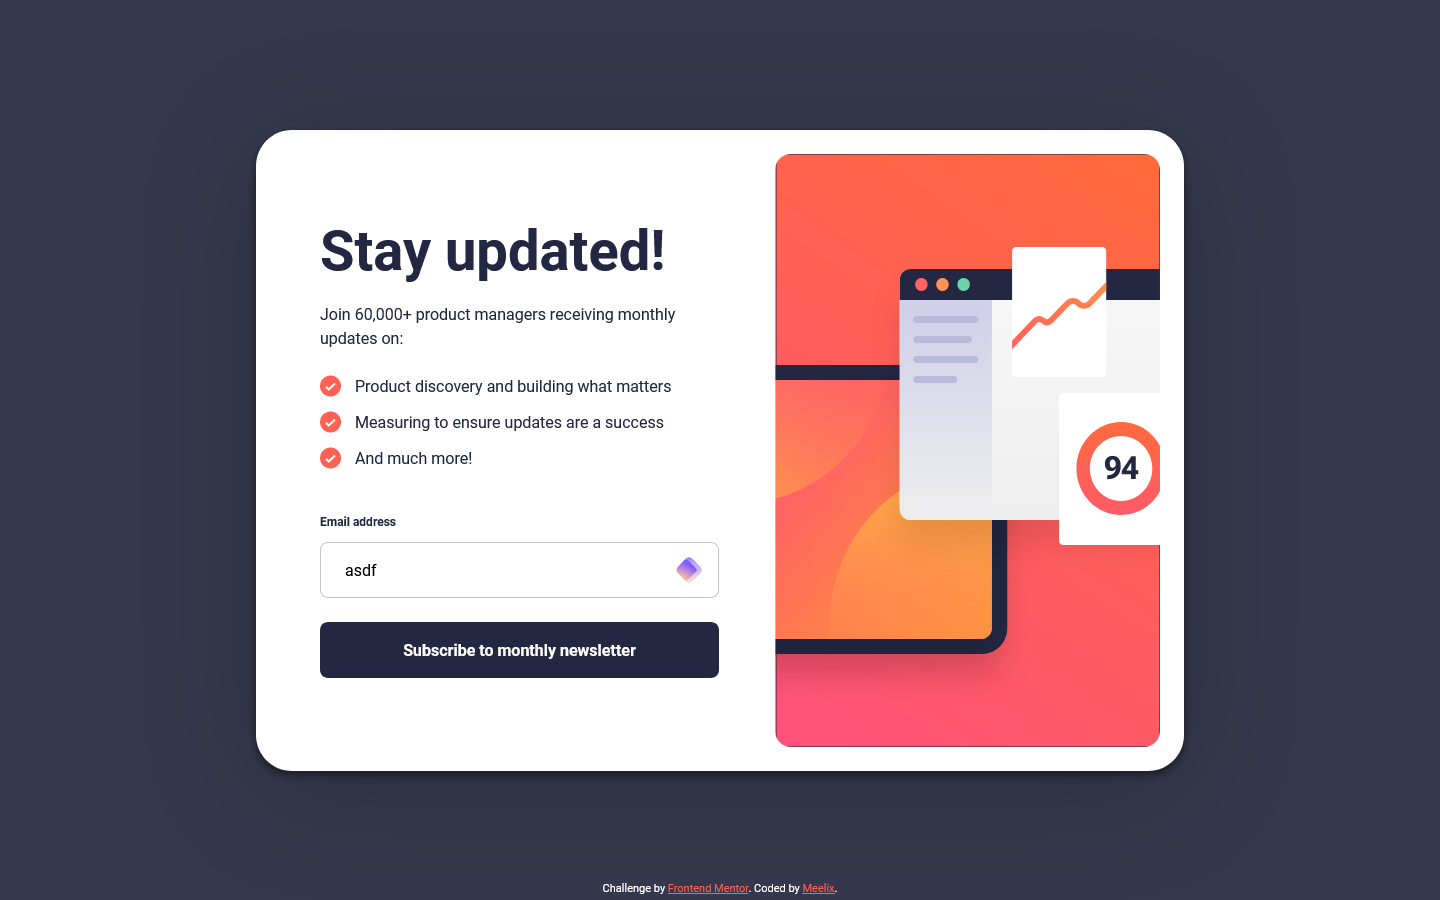 Stay updated!
Join 60,000+ product managers receiving monthly
updates on:
Product discovery and building what matters
Measuring to ensure updates are a success
And much more!
Email address
asdf
Subscribe to monthly newsletter
94
Challenge by Frontend Mentor. Coded by Meelix.